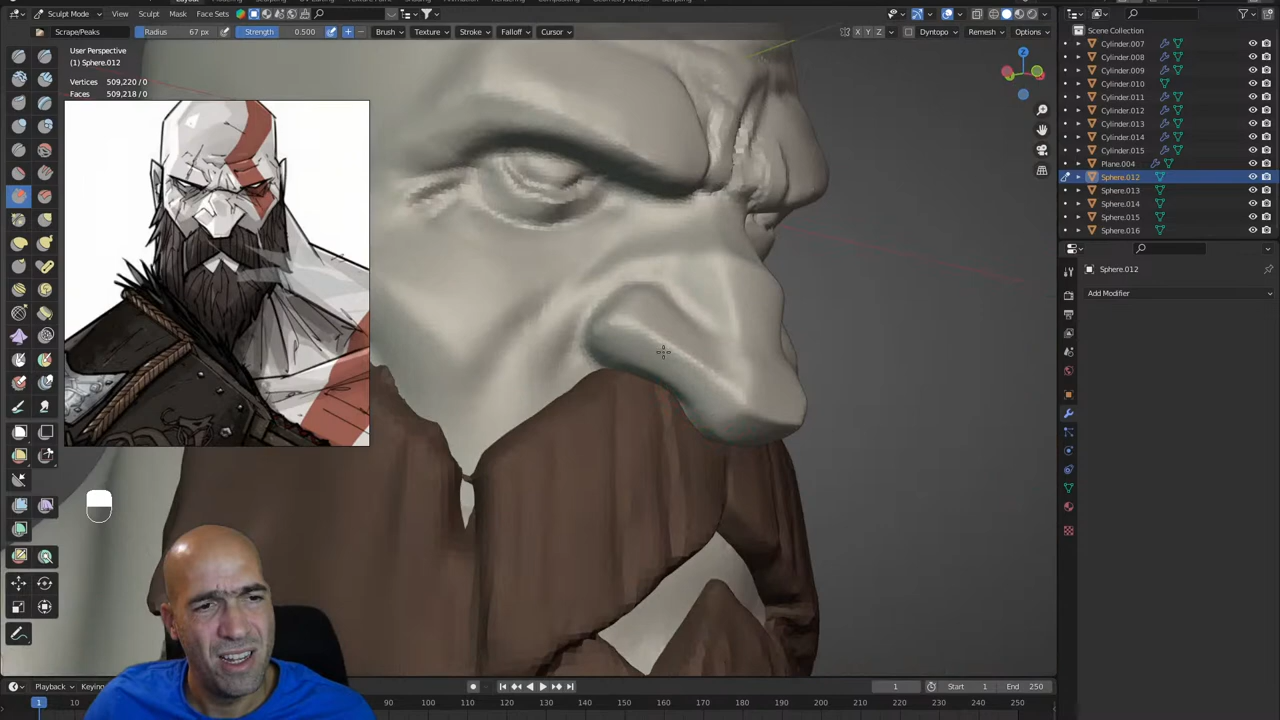 Layout
Sculpt Mode View Sculpt Mask Face Sets X Y Z Dyntopo Remesh Options
Scrape/Peaks Radius 67 px Strength 0.500 Brush Texture Stroke Falloff Cursor
User Perspective
(1) Sphere.012
Vertices 509,220 / 0
Faces 509,218 / 0
Z
Scene Collection
Cylinder.007
Cylinder.008
Cylinder.009
Cylinder.010
Cylinder.011
Cylinder.012
Cylinder.013
Cylinder.014
Cylinder.015
Plane.004
Sphere.012
Sphere.013
Sphere.014
Sphere.015
Sphere.016
Sphere.012
Add Modifier
Playback Keying 1 Start 1 End 250
1 10 80 90 100 110 120 130 140 150 160 170 180 190 200 210 220 230 240 250